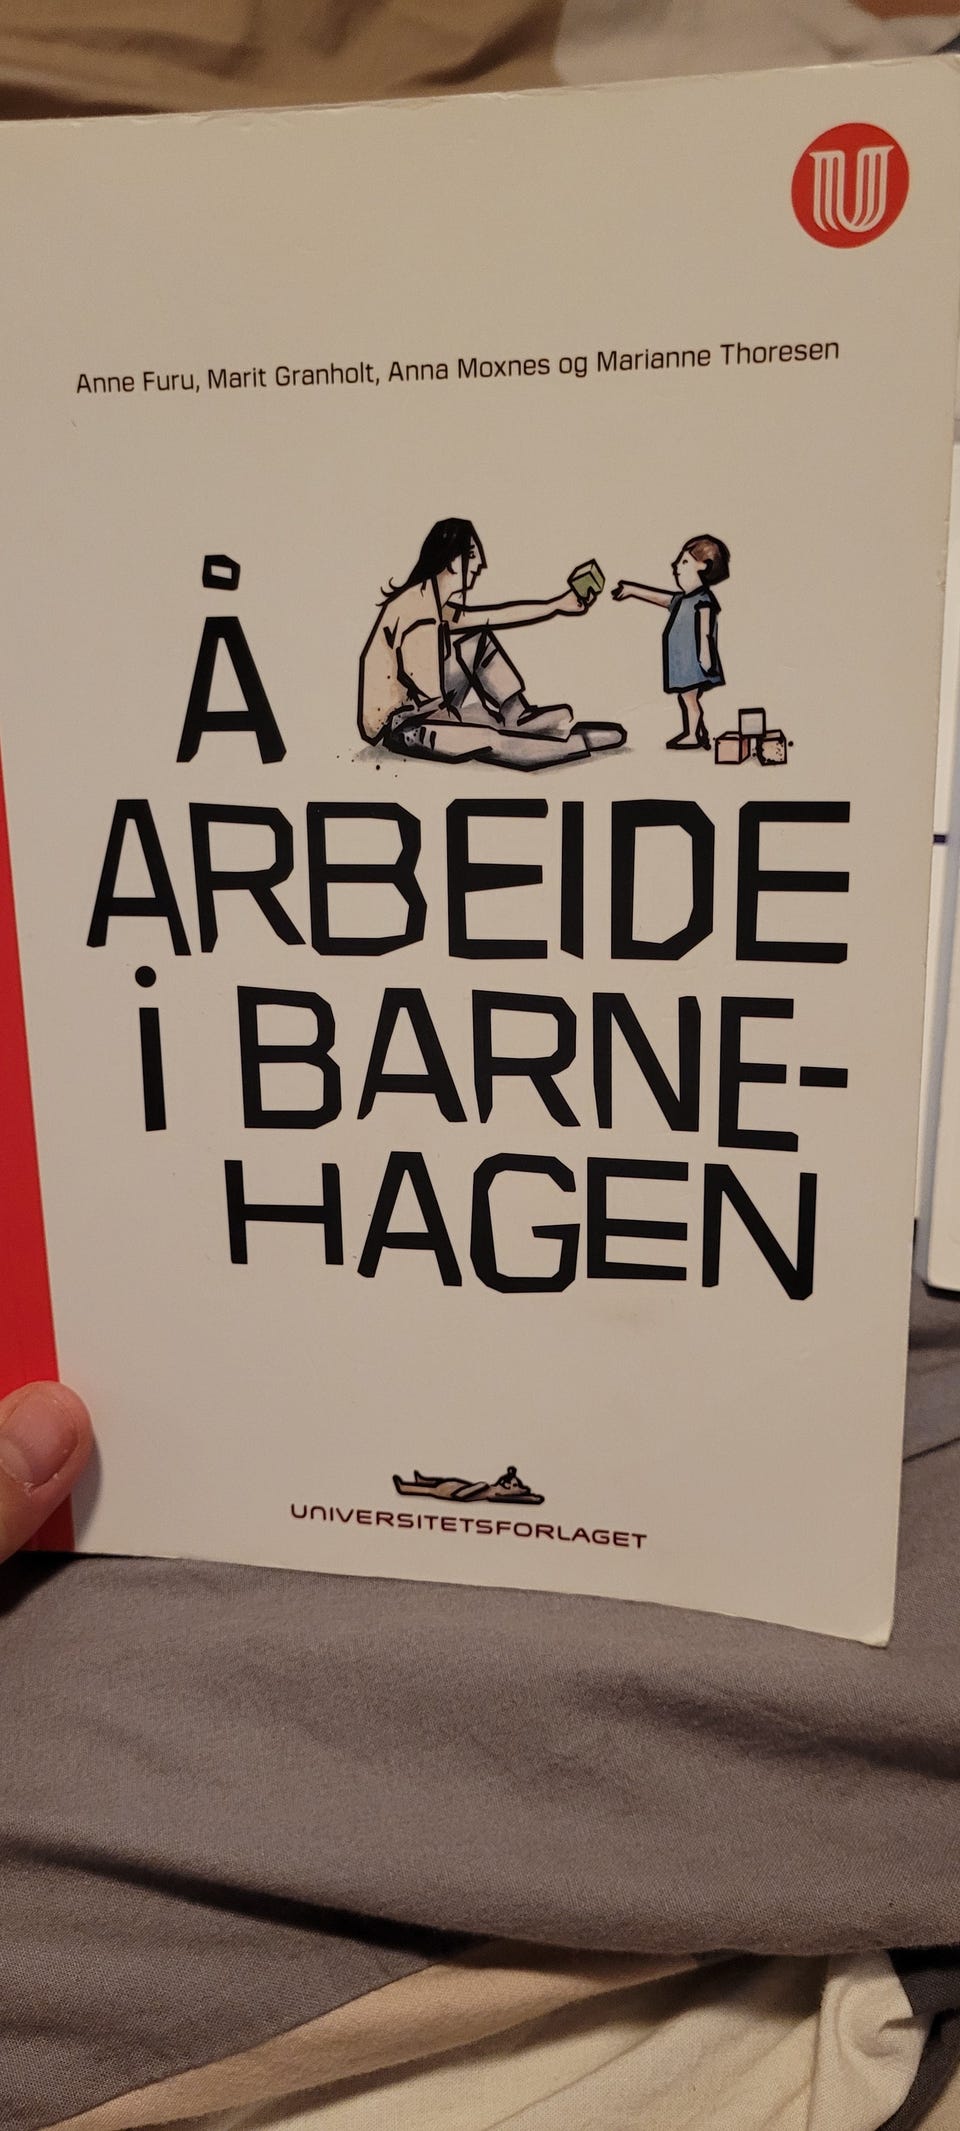 U
Anne Furu, Marit Granholt, Anna Moxnes og Marianne Thoresen
Å
ARBEIDE
i BARNE-
HAGEN
UNIVERSITETSFORLAGET